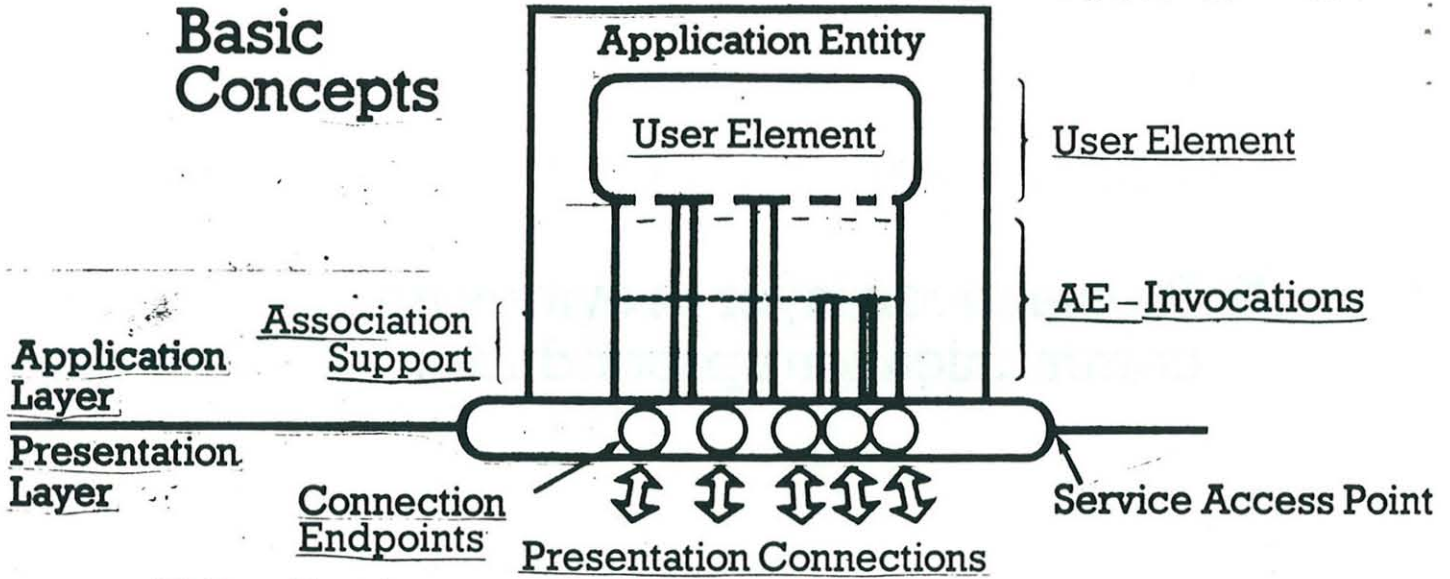 Basic
Concepts
Application Entity
User Element
User Element
AE – Invocations
Association
Support
Application
Layer
Presentation
Layer
Connection
Endpoints
Presentation Connections
Service Access Point